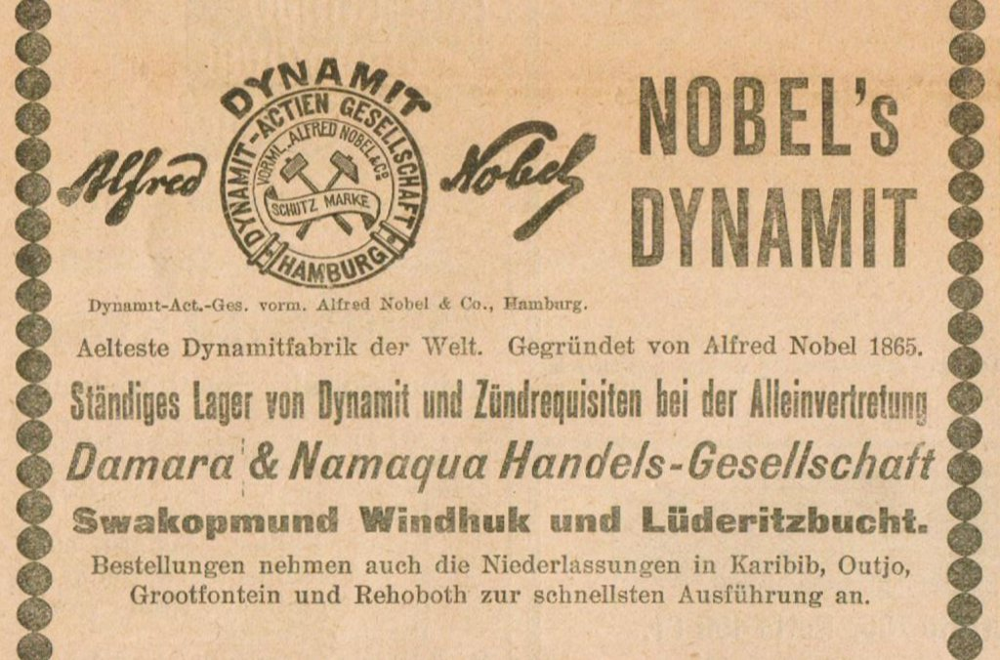 DYNAMIT
DYNAMIT-ACTIEN GESELLSCHAFT
VORML. ALFRED NOBEL & Co
SCHUTZ MARKE
HAMBURG
Alfred Nobel
NOBEL's
DYNAMIT
Dynamit-Act.-Ges. vorm. Alfred Nobel & Co., Hamburg.
Aelteste Dynamitfabrik der Welt. Gegründet von Alfred Nobel 1865.
Ständiges Lager von Dynamit und Zündrequisiten bei der Alleinvertretung
Damara & Namaqua Handels-Gesellschaft
Swakopmund Windhuk und Lüderitzbucht.
Bestellungen nehmen auch die Niederlassungen in Karibib, Outjo,
Grootfontein und Rehoboth zur schnellsten Ausführung an.